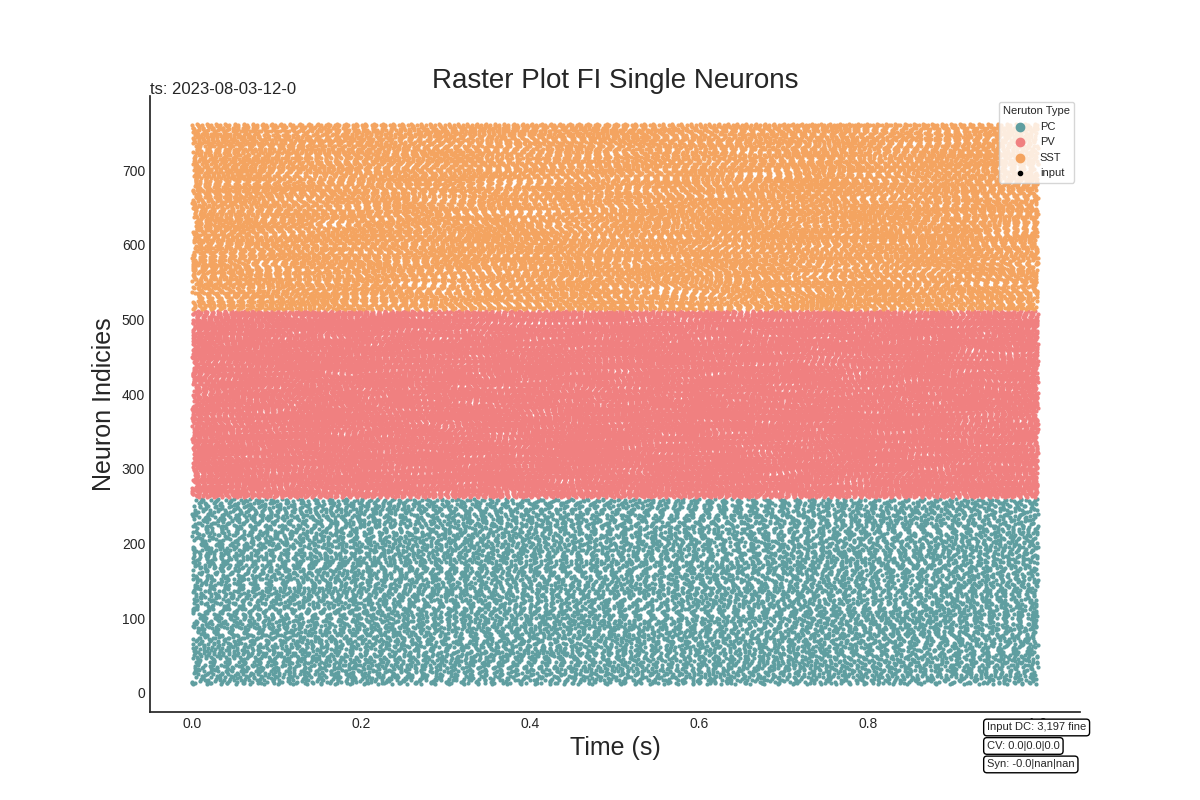 Raster Plot FI Single Neurons
ts: 2023-08-03-12-0
Neruton Type
PC
PV
SST
input
Neuron Indicies
700
600
500
400
300
200
100
0
0.0 0.2 0.4 0.6 0.8
Time (s)
Input DC: 3,197 fine
CV: 0.0|0.0|0.0
Syn: -0.0|nan|nan